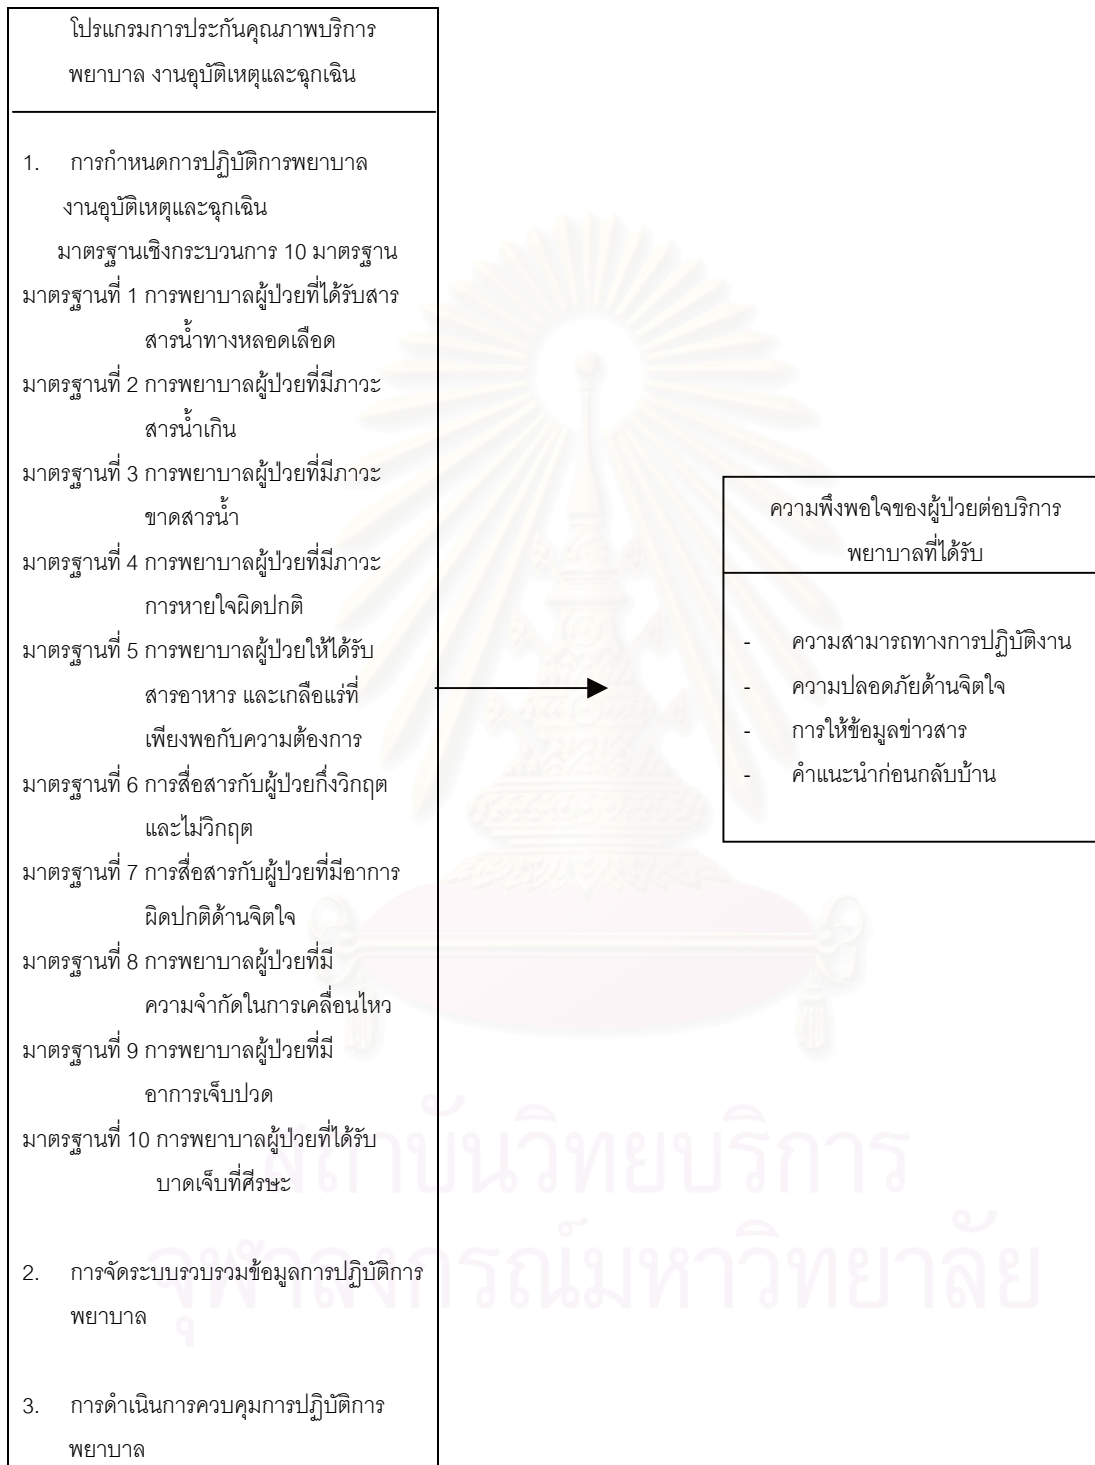 โปรแกรมการประกันคุณภาพบริการ
พยาบาล งานอุบัติเหตุและฉุกเฉิน
1. การกำหนดการปฏิบัติการพยาบาล
งานอุบัติเหตุและฉุกเฉิน
มาตรฐานเชิงกระบวนการ 10 มาตรฐาน
มาตรฐานที่ 1 การพยาบาลผู้ป่วยที่ได้รับสาร
สารน้ำทางหลอดเลือด
มาตรฐานที่ 2 การพยาบาลผู้ป่วยที่มีภาวะ
สารน้ำเกิน
มาตรฐานที่ 3 การพยาบาลผู้ป่วยที่มีภาวะ
ขาดสารน้ำ
มาตรฐานที่ 4 การพยาบาลผู้ป่วยที่มีภาวะ
การหายใจผิดปกติ
มาตรฐานที่ 5 การพยาบาลผู้ป่วยให้ได้รับ
สารอาหาร และเกลือแร่ที่
เพียงพอกับความต้องการ
มาตรฐานที่ 6 การสื่อสารกับผู้ป่วยกึ่งวิกฤต
และไม่วิกฤต
มาตรฐานที่ 7 การสื่อสารกับผู้ป่วยที่มีอาการ
ผิดปกติด้านจิตใจ
มาตรฐานที่ 8 การพยาบาลผู้ป่วยที่มี
ความจำกัดในการเคลื่อนไหว
มาตรฐานที่ 9 การพยาบาลผู้ป่วยที่มี
อาการเจ็บปวด
มาตรฐานที่ 10 การพยาบาลผู้ป่วยที่ได้รับ
บาดเจ็บที่ศีรษะ
2. การจัดระบบรวบรวมข้อมูลการปฏิบัติการ
พยาบาล
3. การดำเนินการควบคุมการปฏิบัติการ
พยาบาล
ความพึงพอใจของผู้ป่วยต่อบริการ
พยาบาลที่ได้รับ
- ความสามารถทางการปฏิบัติงาน
- ความปลอดภัยด้านจิตใจ
- การให้ข้อมูลข่าวสาร
- คำแนะนำก่อนกลับบ้าน
สถาบันวิทยบริการ
จุฬาลงกรณ์มหาวิทยาลัย